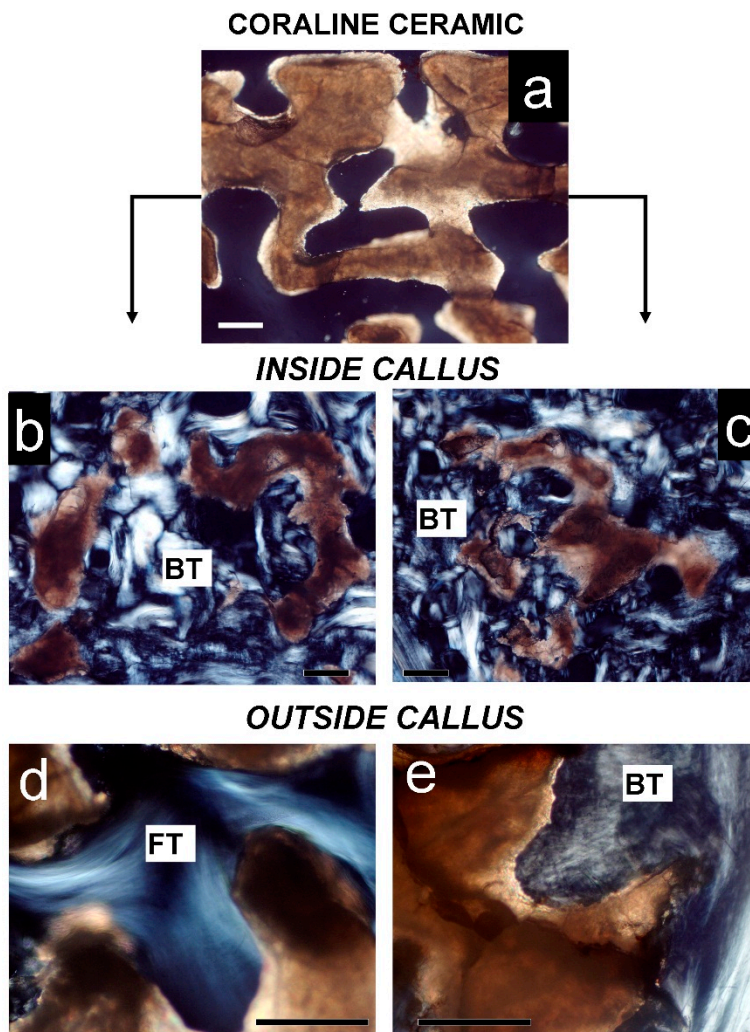 CORALINE CERAMIC
a
INSIDE CALLUS
b
c
BT
BT
OUTSIDE CALLUS
d
e
FT
BT